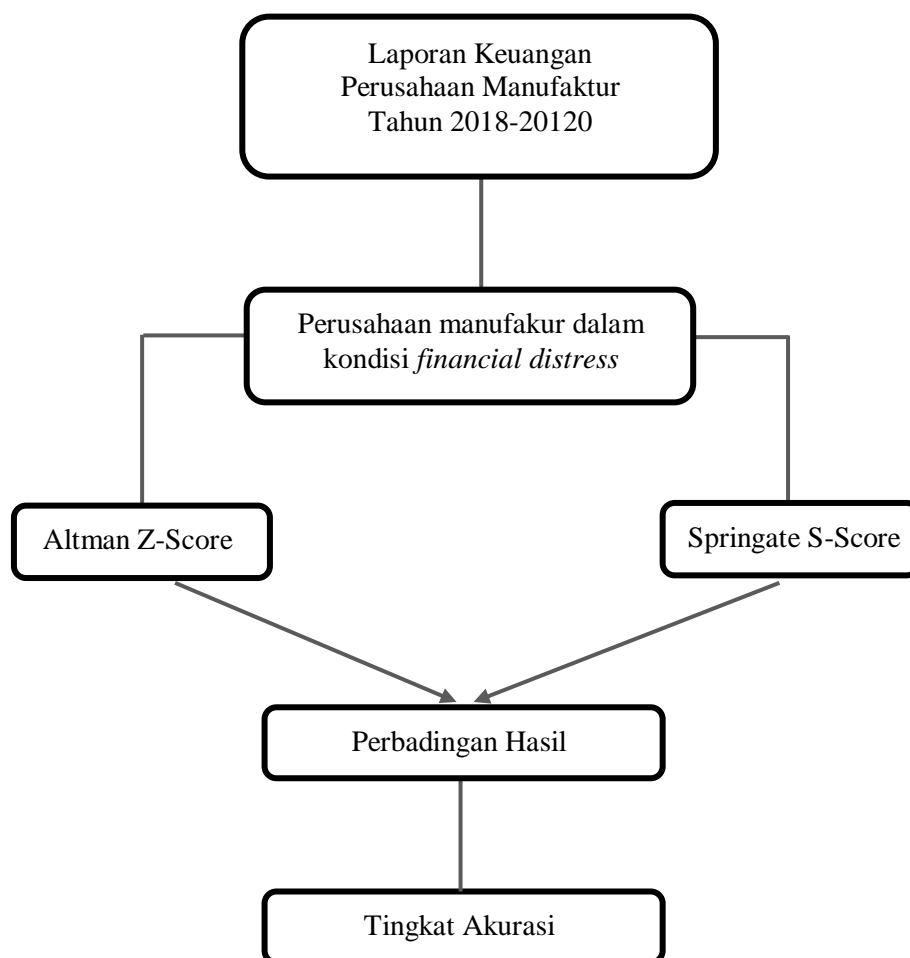 Laporan Keuangan
Perusahaan Manufaktur
Tahun 2018-20120
Perusahaan manufakur dalam
kondisi financial distress
Altman Z-Score
Springate S-Score
Perbadingan Hasil
Tingkat Akurasi